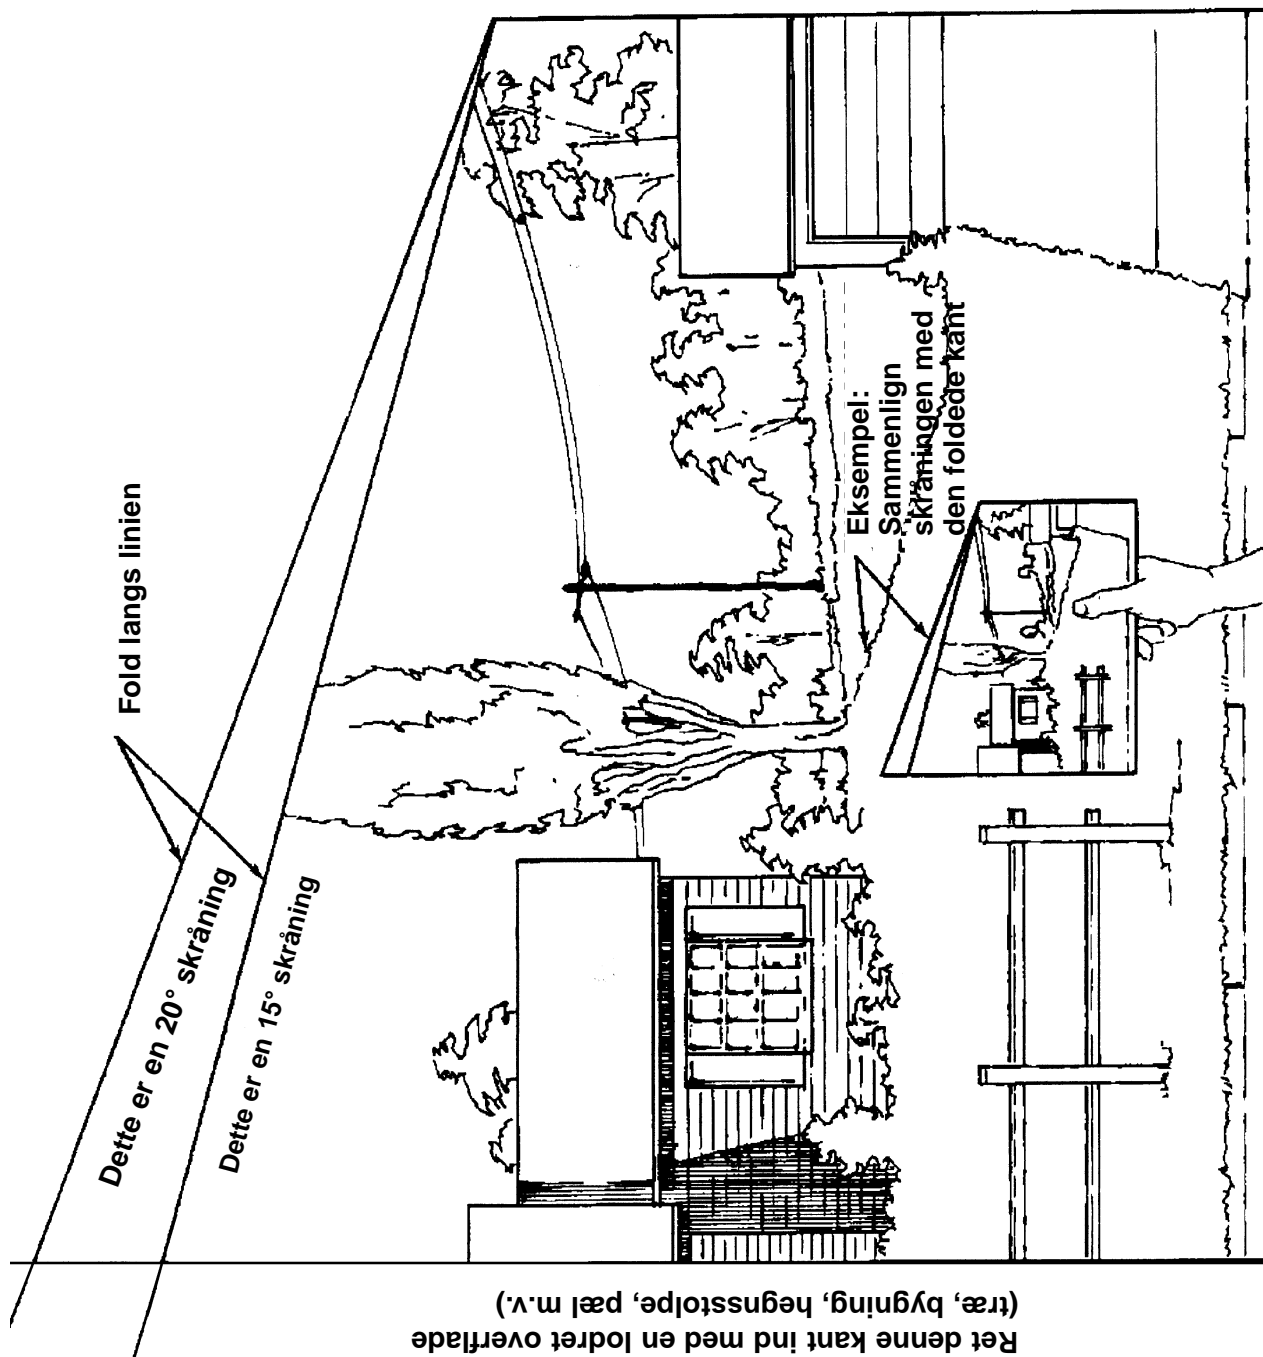 Fold langs linien
Dette er en 20° skråning
Dette er en 15° skråning
Eksempel:
Sammenlign
skråningen med
den foldede kant
Ret denne kant ind med en lodret overflade
(træ, bygning, hegnsstolpe, pæl m.v.)